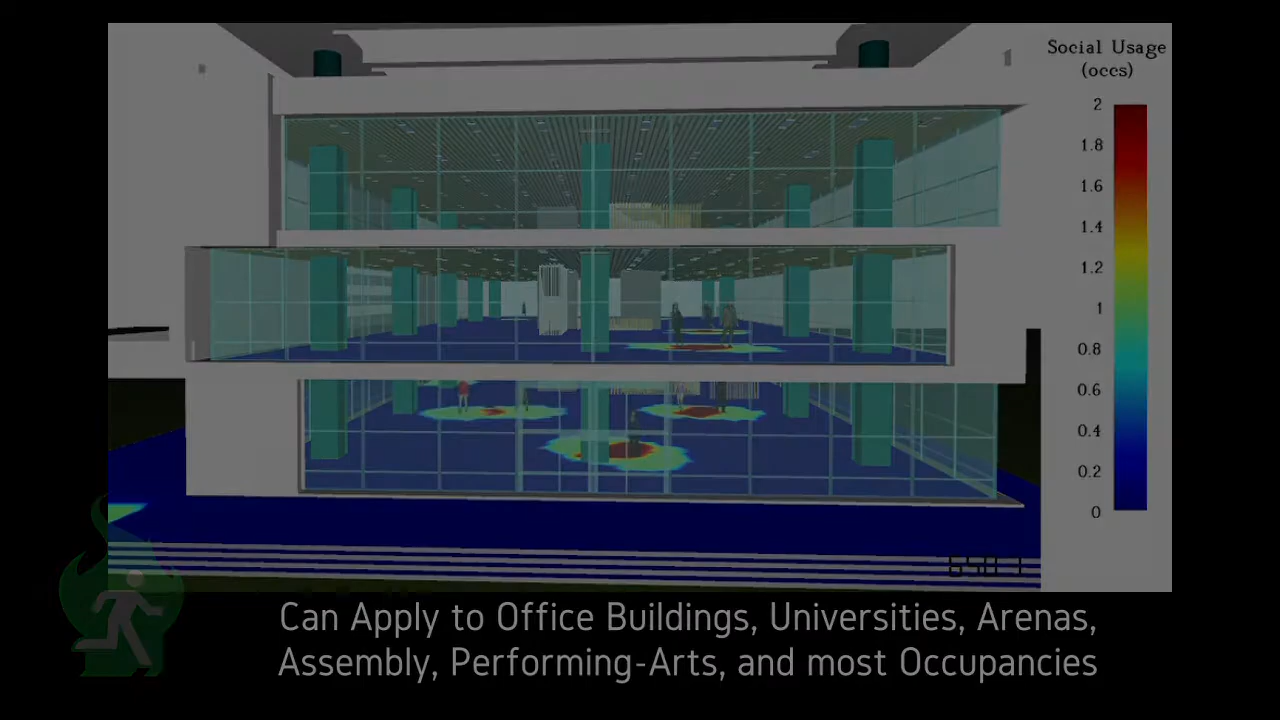 Social Usage
(occs)
2
1.8
1.6
1.4
1.2
1
0.8
0.6
0.4
0.2
0
Can Apply to Office Buildings, Universities, Arenas,
Assembly, Performing-Arts, and most Occupancies